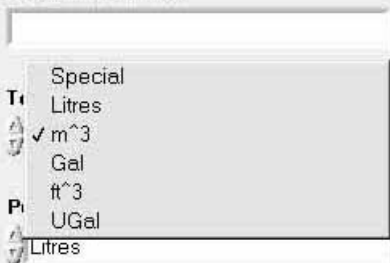 Special
Litres
✓ m^3
Gal
ft^3
UGal
Litres